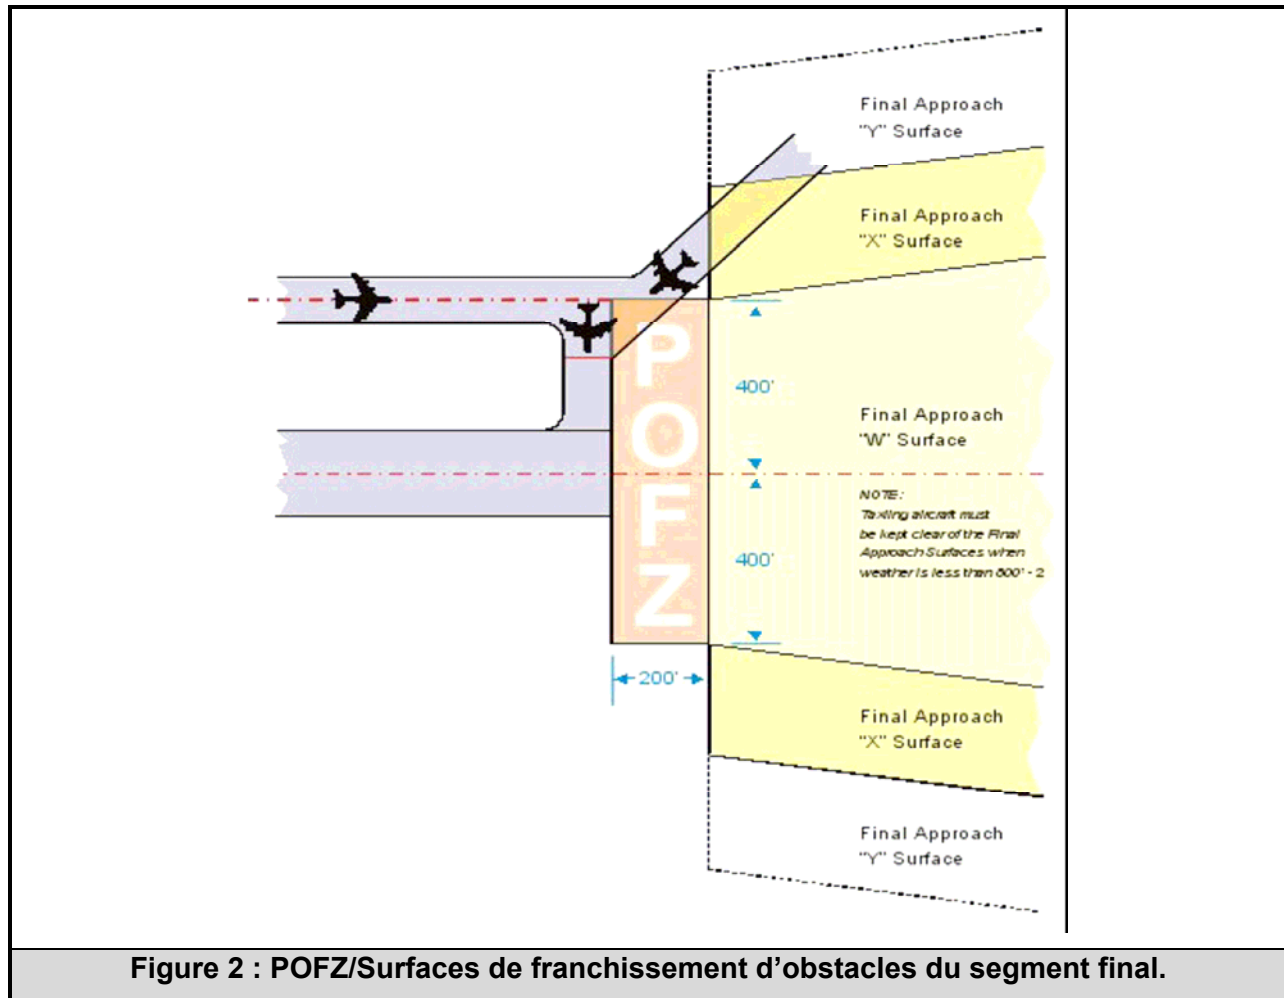 Final Approach
"Y" Surface
Final Approach
"X" Surface
400'
Final Approach
"W" Surface
P
O
F
Z
NOTE:
Taxiing aircraft must
be kept clear of the Final
Approach Surfaces when
weather is less than 800' - 2
400'
200'
Final Approach
"X" Surface
Final Approach
"Y" Surface
Figure 2 : POFZ/Surfaces de franchissement d'obstacles du segment final.